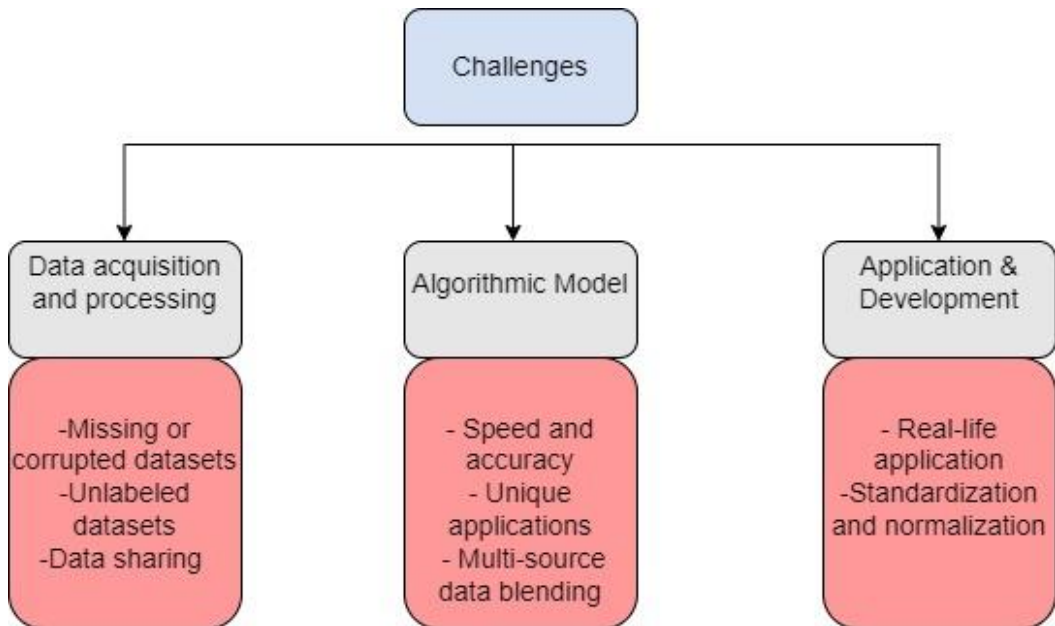 Challenges
Data acquisition
and processing
Algorithmic Model
Application &
Development
-Missing or
corrupted datasets
-Unlabeled
datasets
-Data sharing
- Speed and
accuracy
- Unique
applications
- Multi-source
data blending
- Real-life
application
-Standardization
and normalization